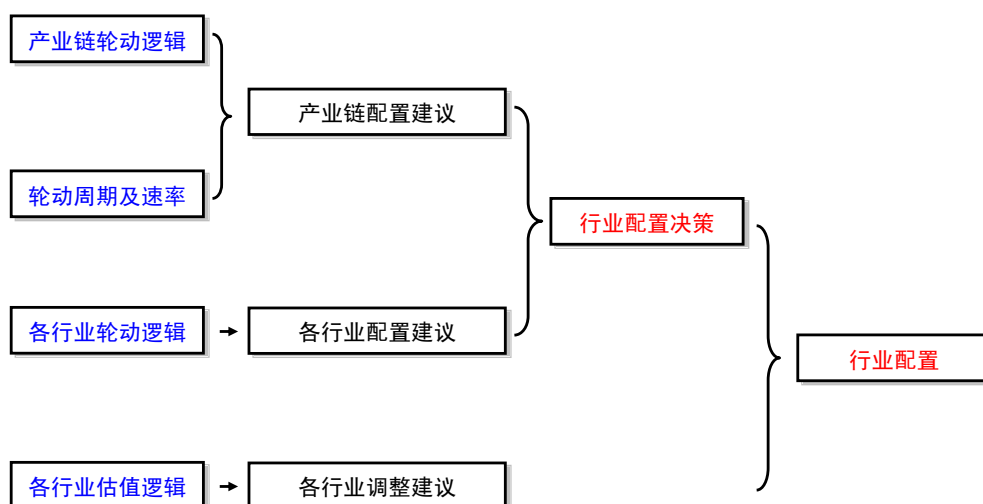 产业链轮动逻辑
产业链配置建议
轮动周期及速率
行业配置决策
各行业轮动逻辑
各行业配置建议
行业配置
各行业估值逻辑
各行业调整建议